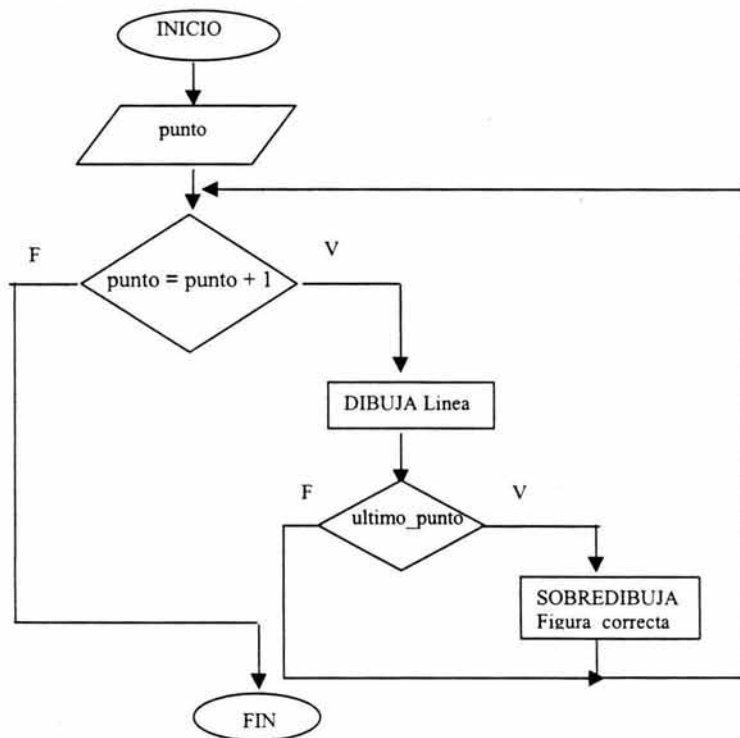 INICIO
punto
F
V
punto = punto + 1
DIBUJA Linea
F
V
ultimo_punto
SOBREDIBUJA
Figura correcta
FIN